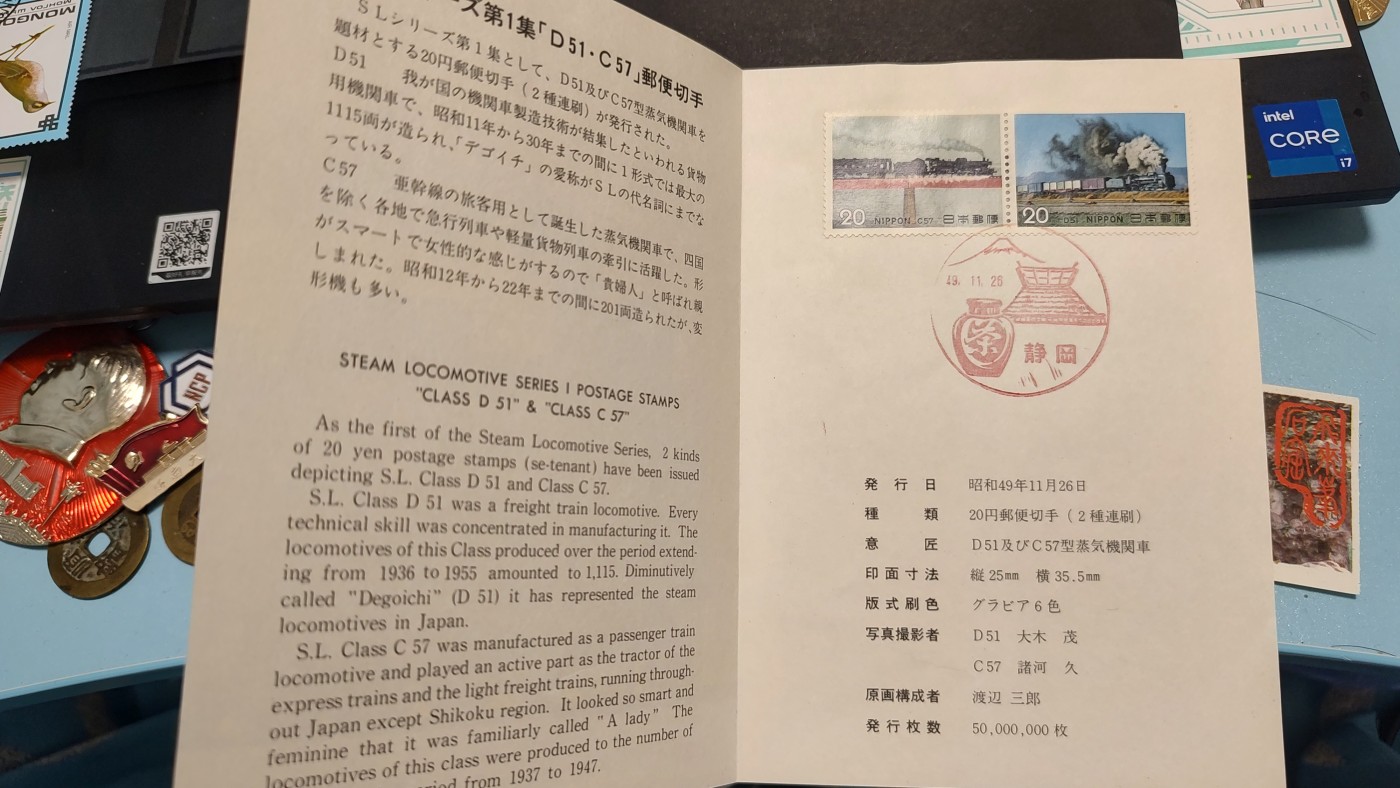 ズ第1集「D51・C57」郵便切手
SLシリーズ第1集として、D51及びC57型蒸気機関車を
題材とする20円郵便切手（2種連刷）が発行された。
D51　我が国の機関車製造技術が結集したといわれる貨物
用機関車で、昭和11年から30年までの間に1形式では最大の
1115両が造られ、「デゴイチ」の愛称がSLの代名詞にまでな
っている。
C57　亜幹線の旅客用として誕生した蒸気機関車で、四国
を除く各地で急行列車や軽量貨物列車の牽引に活躍した。形
がスマートで女性的な感じがするので「貴婦人」と呼ばれ親
しまれた。昭和12年から22年までの間に201両造られたが、変
形機も多い。
STEAM LOCOMOTIVE SERIES I POSTAGE STAMPS
"CLASS D 51" & "CLASS C 57"
As the first of the Steam Locomotive Series, 2 kinds
of 20 yen postage stamps (se-tenant) have been issued
depicting S.L. Class D 51 and Class C 57.
S.L. Class D 51 was a freight train locomotive. Every
technical skill was concentrated in manufacturing it. The
locomotives of this Class produced over the period extend-
ing from 1936 to 1955 amounted to 1,115. Diminutively
called "Degoichi" (D 51) it has represented the steam
locomotives in Japan.
S.L. Class C 57 was manufactured as a passenger train
locomotive and played an active part as the tractor of the
express trains and the light freight trains, running through-
out Japan except Shikoku region. It looked so smart and
feminine that it was familiarly called "A lady" The
locomotives of this class were produced to the number of
from 1937 to 1947.
20 NIPPON C57 日本郵便
20 D51 NIPPON 日本郵便
49. 11. 26
茶
静岡
発行日 昭和49年11月26日
種類 20円郵便切手（2種連刷）
意匠 D51及びC57型蒸気機関車
印面寸法 縦25mm 横35.5mm
版式刷色 グラビア6色
写真撮影者 D51 大木 茂
C57 諸河 久
原画構成者 渡辺 三郎
発行枚数 50,000,000枚
intel
CORE
i7
NCP